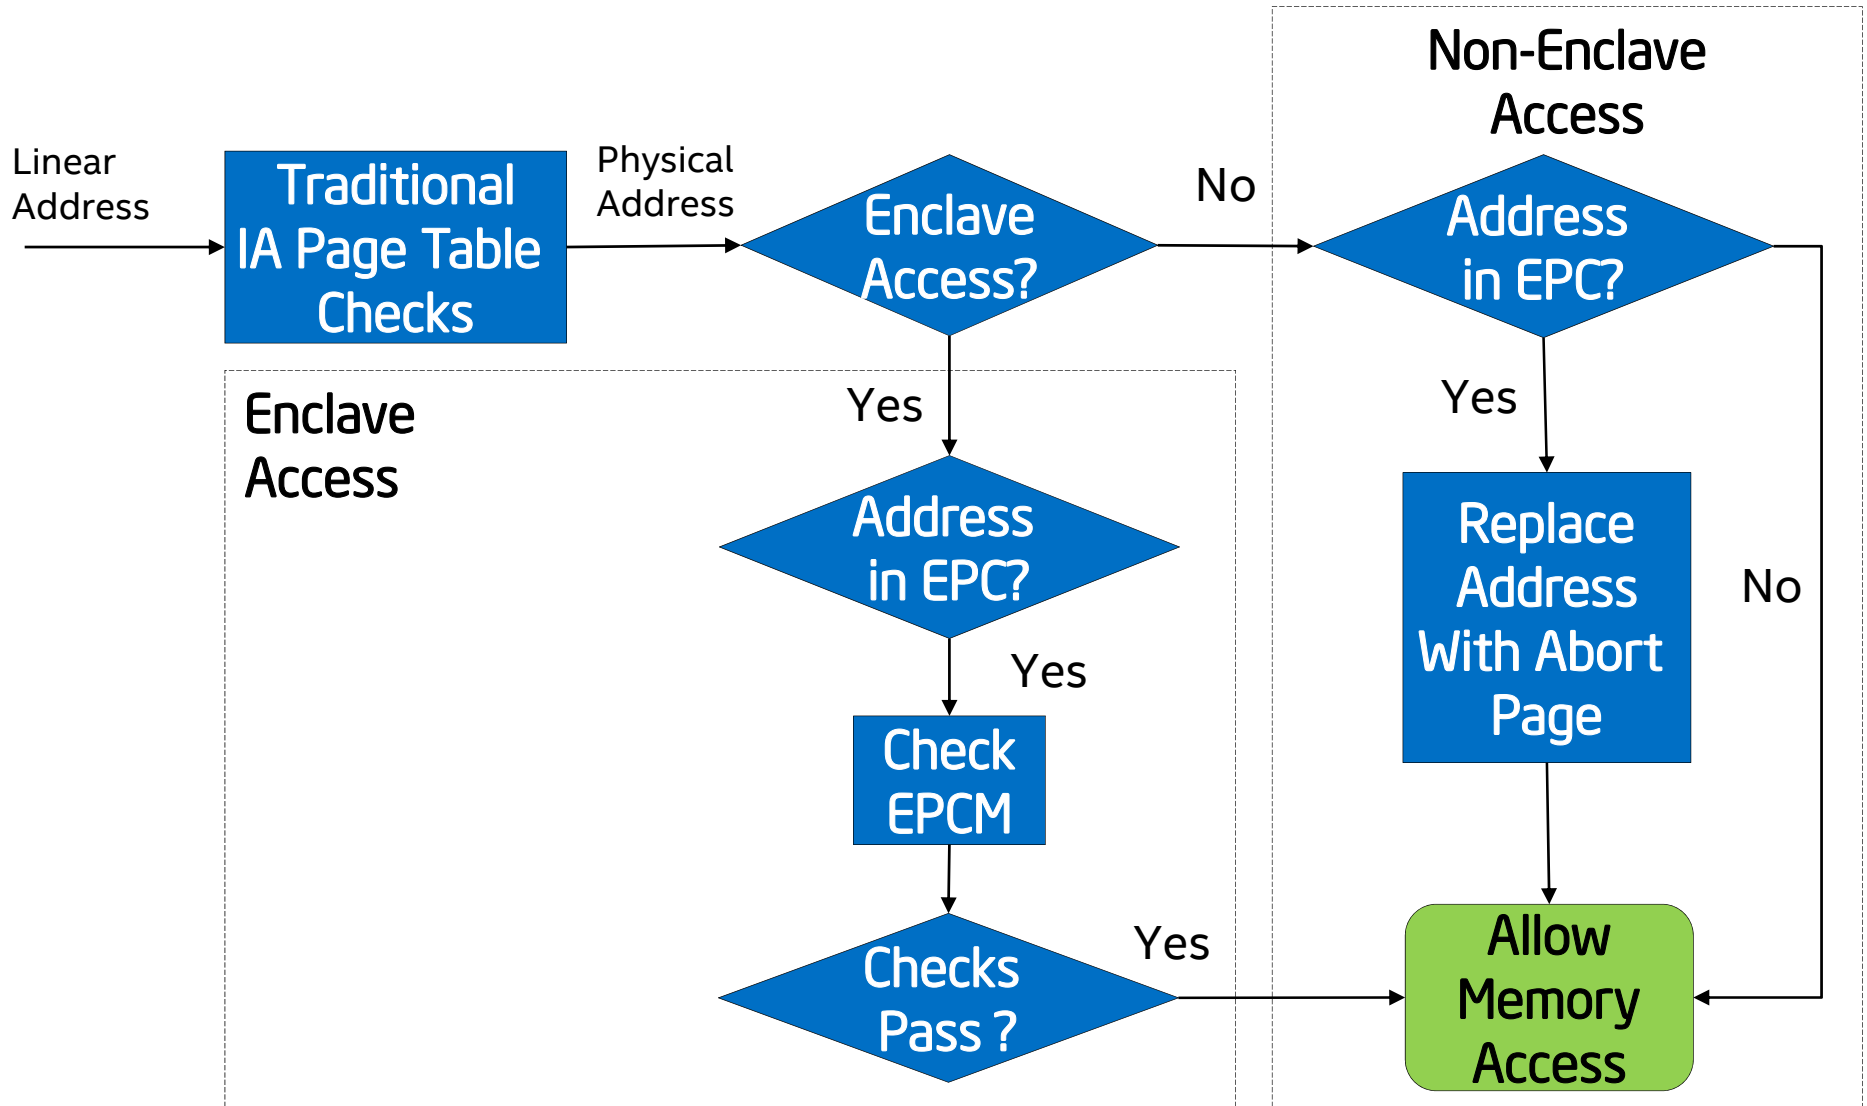 Non-Enclave
Access
Linear
Address
Traditional
IA Page Table
Checks
Physical
Address
Enclave
Access?
No
Address
in EPC?
Enclave
Access
Yes
Address
in EPC?
Yes
Check
EPCM
Checks
Pass ?
Yes
Yes
Replace
Address
With Abort
Page
No
Allow
Memory
Access